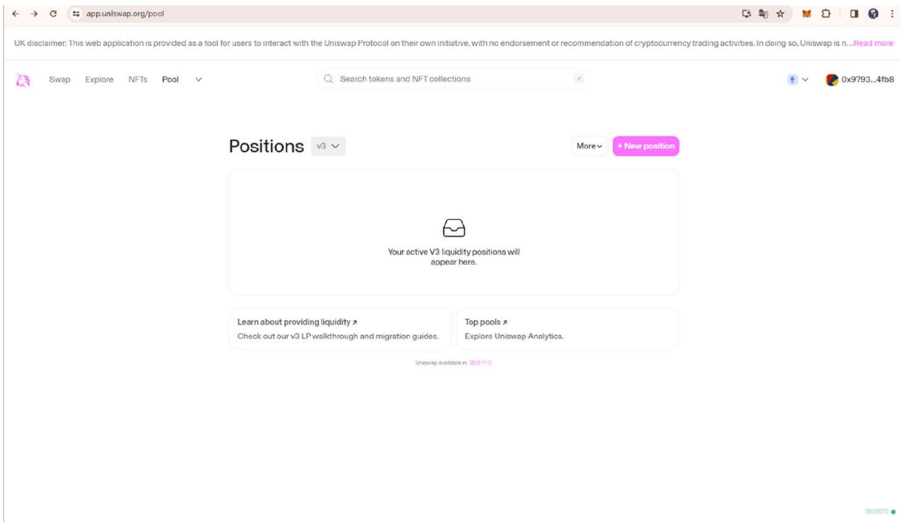 app.uniswap.org/pool
UK disclaimer: This web application is provided as a tool for users to interact with the Uniswap Protocol on their own initiative, with no endorsement or recommendation of cryptocurrency trading activities. In doing so, Uniswap is n...Read more
Swap Explore NFTs Pool
Search tokens and NFT collections /
0x9793...4fb8
Positions v3
More + New position
Your active V3 liquidity positions will
appear here.
Learn about providing liquidity ↗
Check out our v3 LP walkthrough and migration guides.
Top pools ↗
Explore Uniswap Analytics.
Uniswap available in: